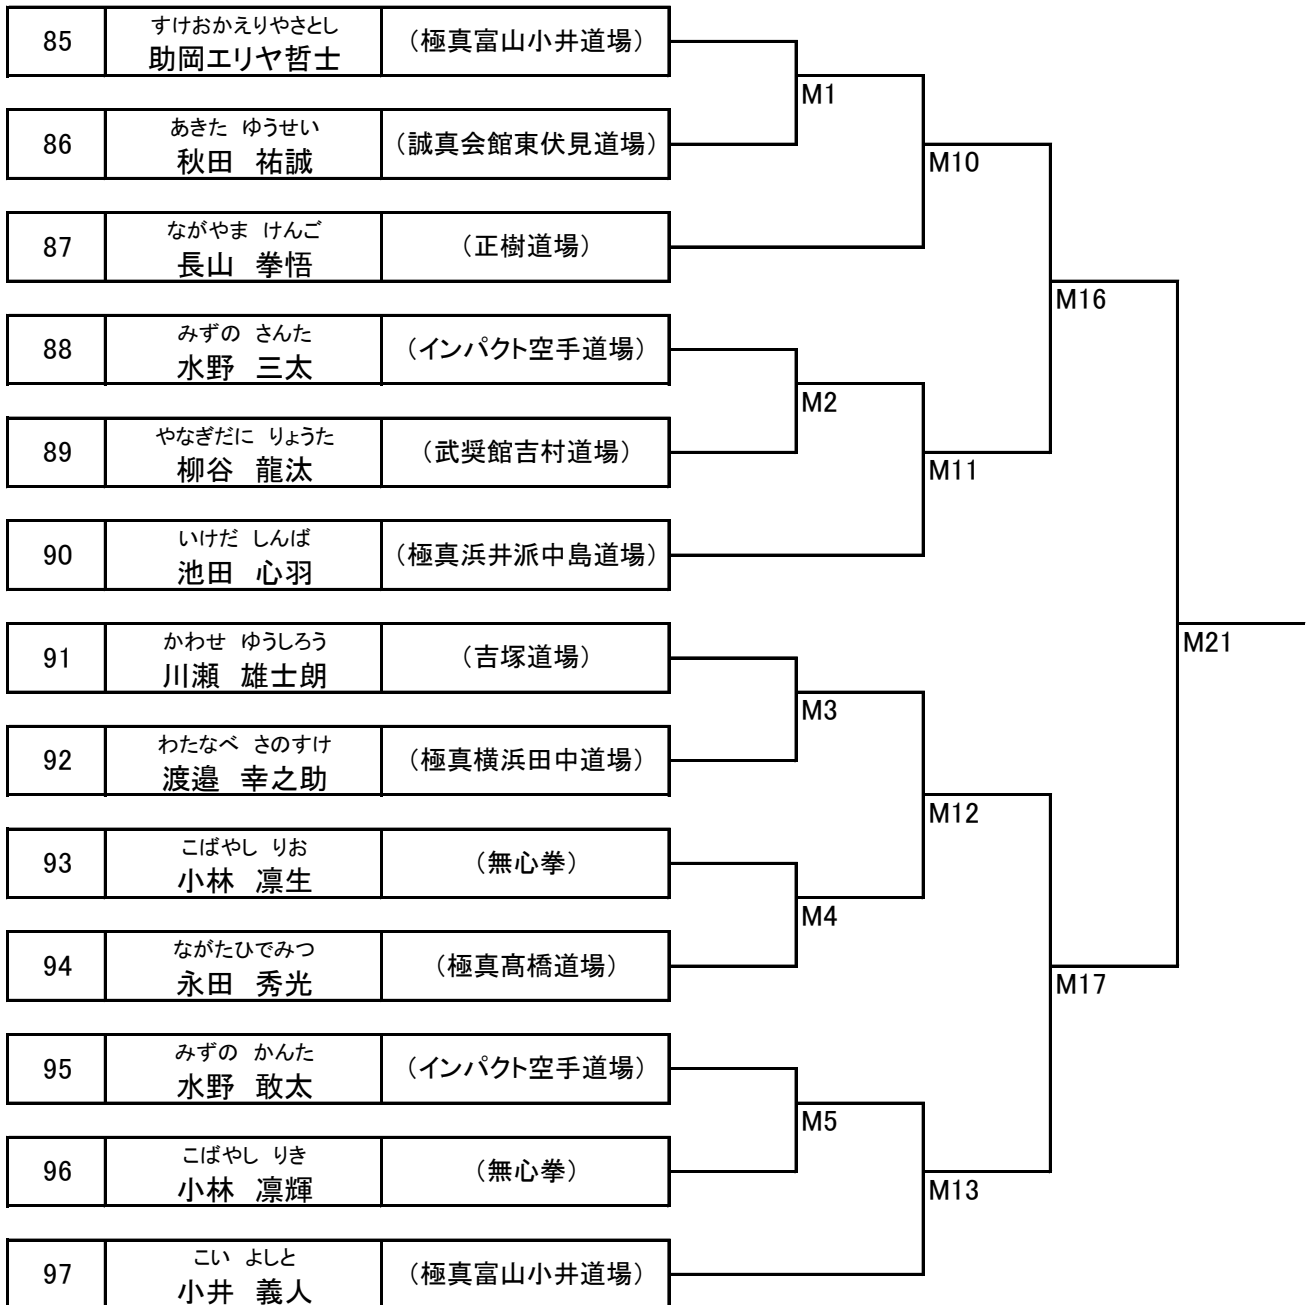 85
すけおかえりやさとし
助岡エリヤ哲士
（極真富山小井道場）
M1
86
あきた ゆうせい
秋田 祐誠
（誠真会館東伏見道場）
M10
87
ながやま けんご
長山 拳悟
（正樹道場）
M16
88
みずの さんた
水野 三太
（インパクト空手道場）
M2
89
やなぎだに りょうた
柳谷 龍汰
（武奨館吉村道場）
M11
90
いけだ しんば
池田 心羽
（極真浜井派中島道場）
M21
91
かわせ ゆうしろう
川瀬 雄士朗
（吉塚道場）
M3
92
わたなべ さのすけ
渡邉 幸之助
（極真横浜田中道場）
M12
93
こばやし りお
小林 凛生
（無心拳）
M4
94
ながたひでみつ
永田 秀光
（極真髙橋道場）
M17
95
みずの かんた
水野 敢太
（インパクト空手道場）
M5
96
こばやし りき
小林 凛輝
（無心拳）
M13
97
こい よしと
小井 義人
（極真富山小井道場）